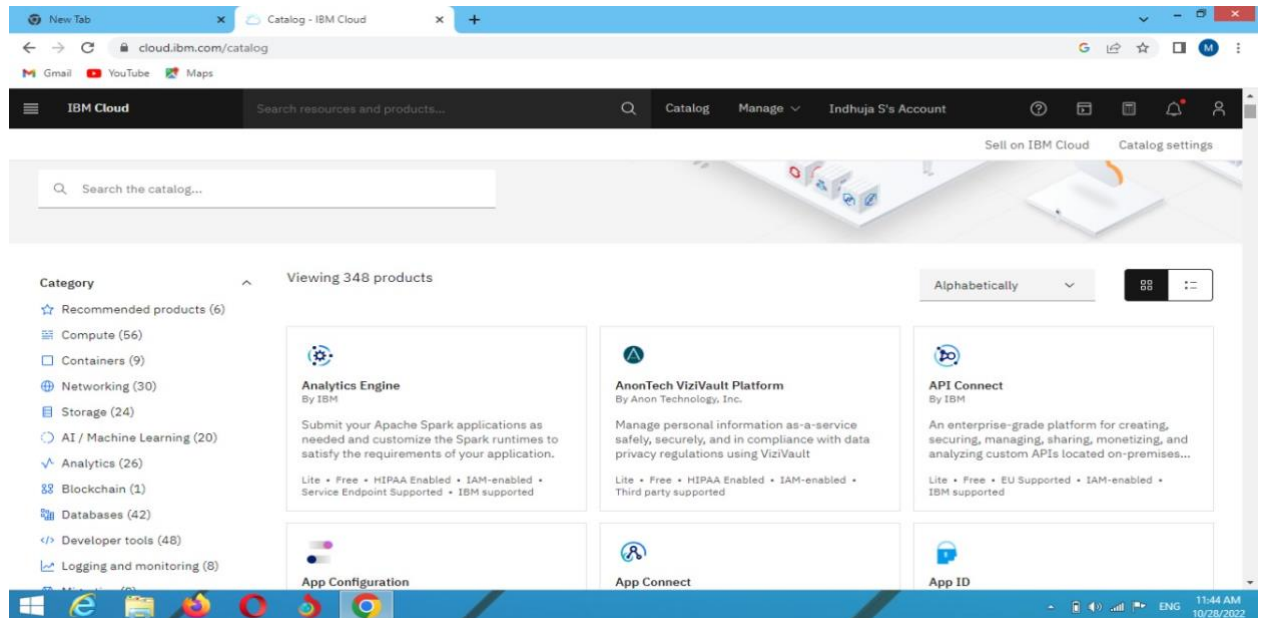 New Tab
Catalog - IBM Cloud
cloud.ibm.com/catalog
G
M
Gmail
YouTube
Maps
IBM Cloud
Search resources and products...
Catalog
Manage
Indhuja S's Account
Sell on IBM Cloud
Catalog settings
Search the catalog...
Category
Recommended products (6)
Compute (56)
Containers (9)
Networking (30)
Storage (24)
AI / Machine Learning (20)
Analytics (26)
Blockchain (1)
Databases (42)
Developer tools (48)
Logging and monitoring (8)
Viewing 348 products
Alphabetically
Analytics Engine
By IBM
Submit your Apache Spark applications as
needed and customize the Spark runtimes to
satisfy the requirements of your application.
Lite • Free • HIPAA Enabled • IAM-enabled •
Service Endpoint Supported • IBM supported
AnonTech ViziVault Platform
By Anon Technology, Inc.
Manage personal information as-a-service
safely, securely, and in compliance with data
privacy regulations using ViziVault
Lite • Free • HIPAA Enabled • IAM-enabled •
Third party supported
API Connect
By IBM
An enterprise-grade platform for creating,
securing, managing, sharing, monetizing, and
analyzing custom APIs located on-premises...
Lite • Free • EU Supported • IAM-enabled •
IBM supported
App Configuration
App Connect
App ID
ENG
11:44 AM
10/28/2022